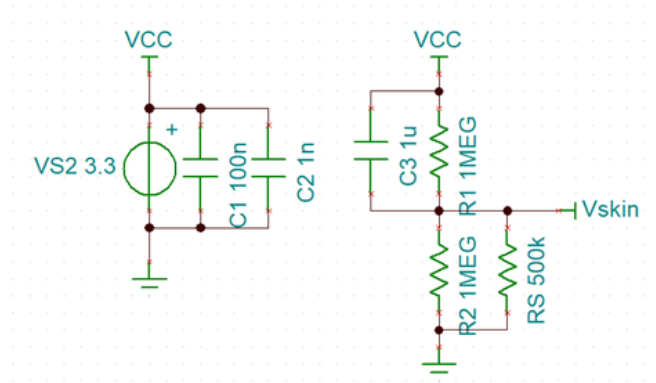 VCC
VS2 3.3
+
C1 100n
C2 1n
VCC
C3 1u
R1 1MEG
Vskin
R2 1MEG
RS 500k